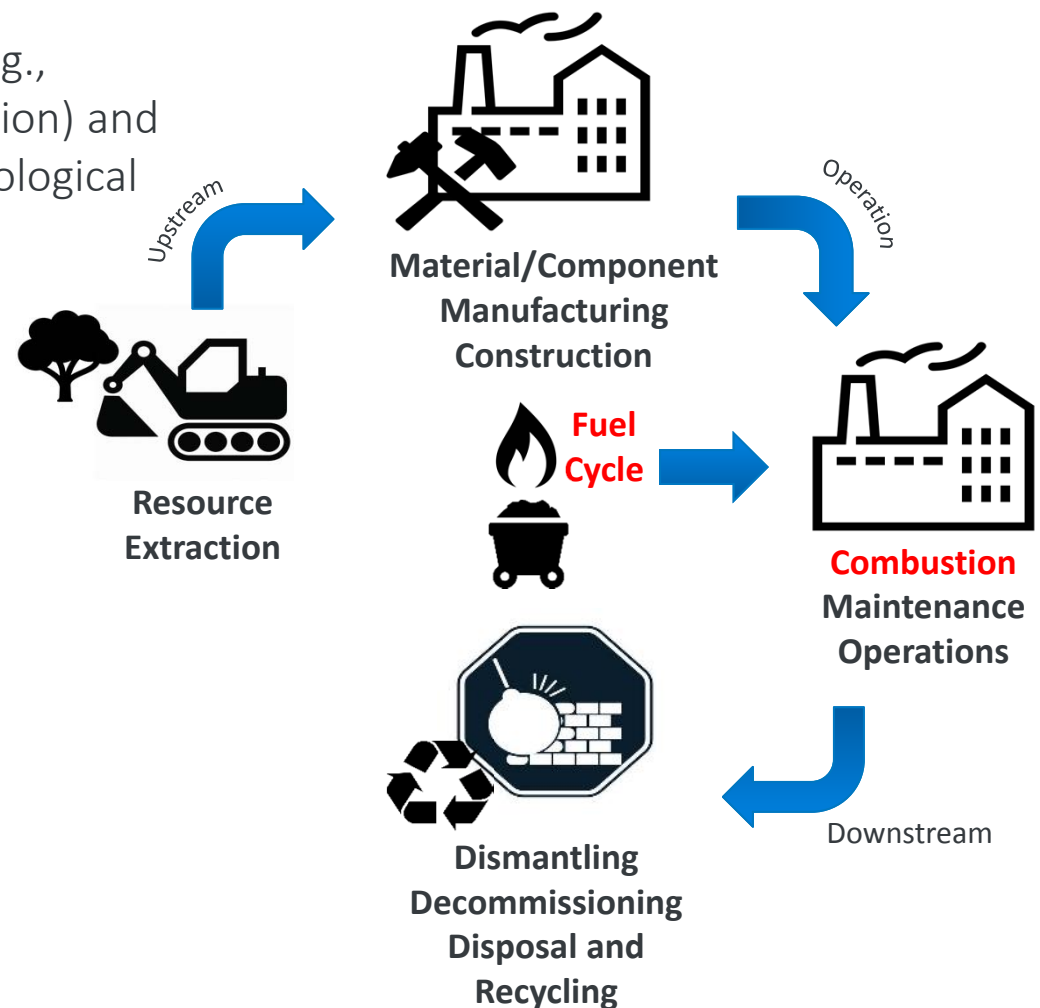 g.,
ion) and
ological
Upstream
Operation
Material/Component
Manufacturing
Construction
Resource
Extraction
Fuel
Cycle
Combustion
Maintenance
Operations
Downstream
Dismantling
Decommissioning
Disposal and
Recycling